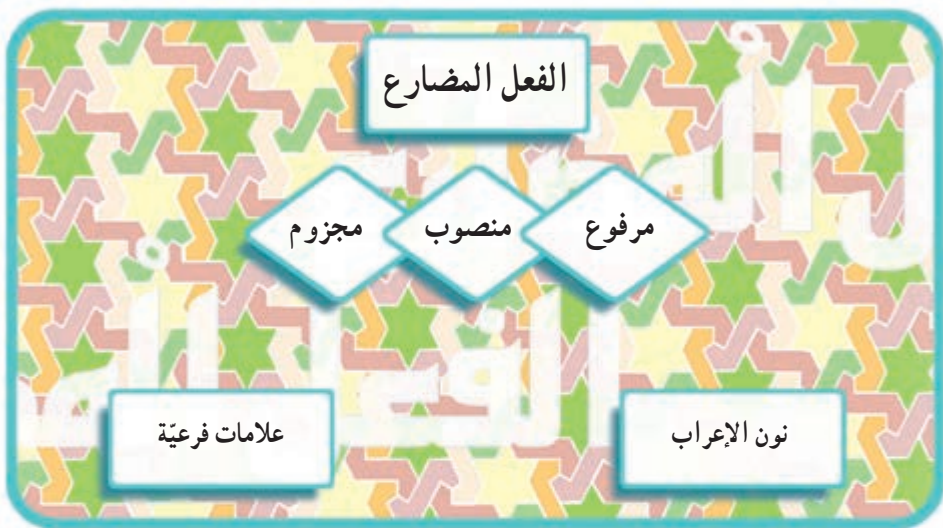 الفعل المضارع
مرفوع منصوب مجزوم
نون الإعراب علامات فرعيّة